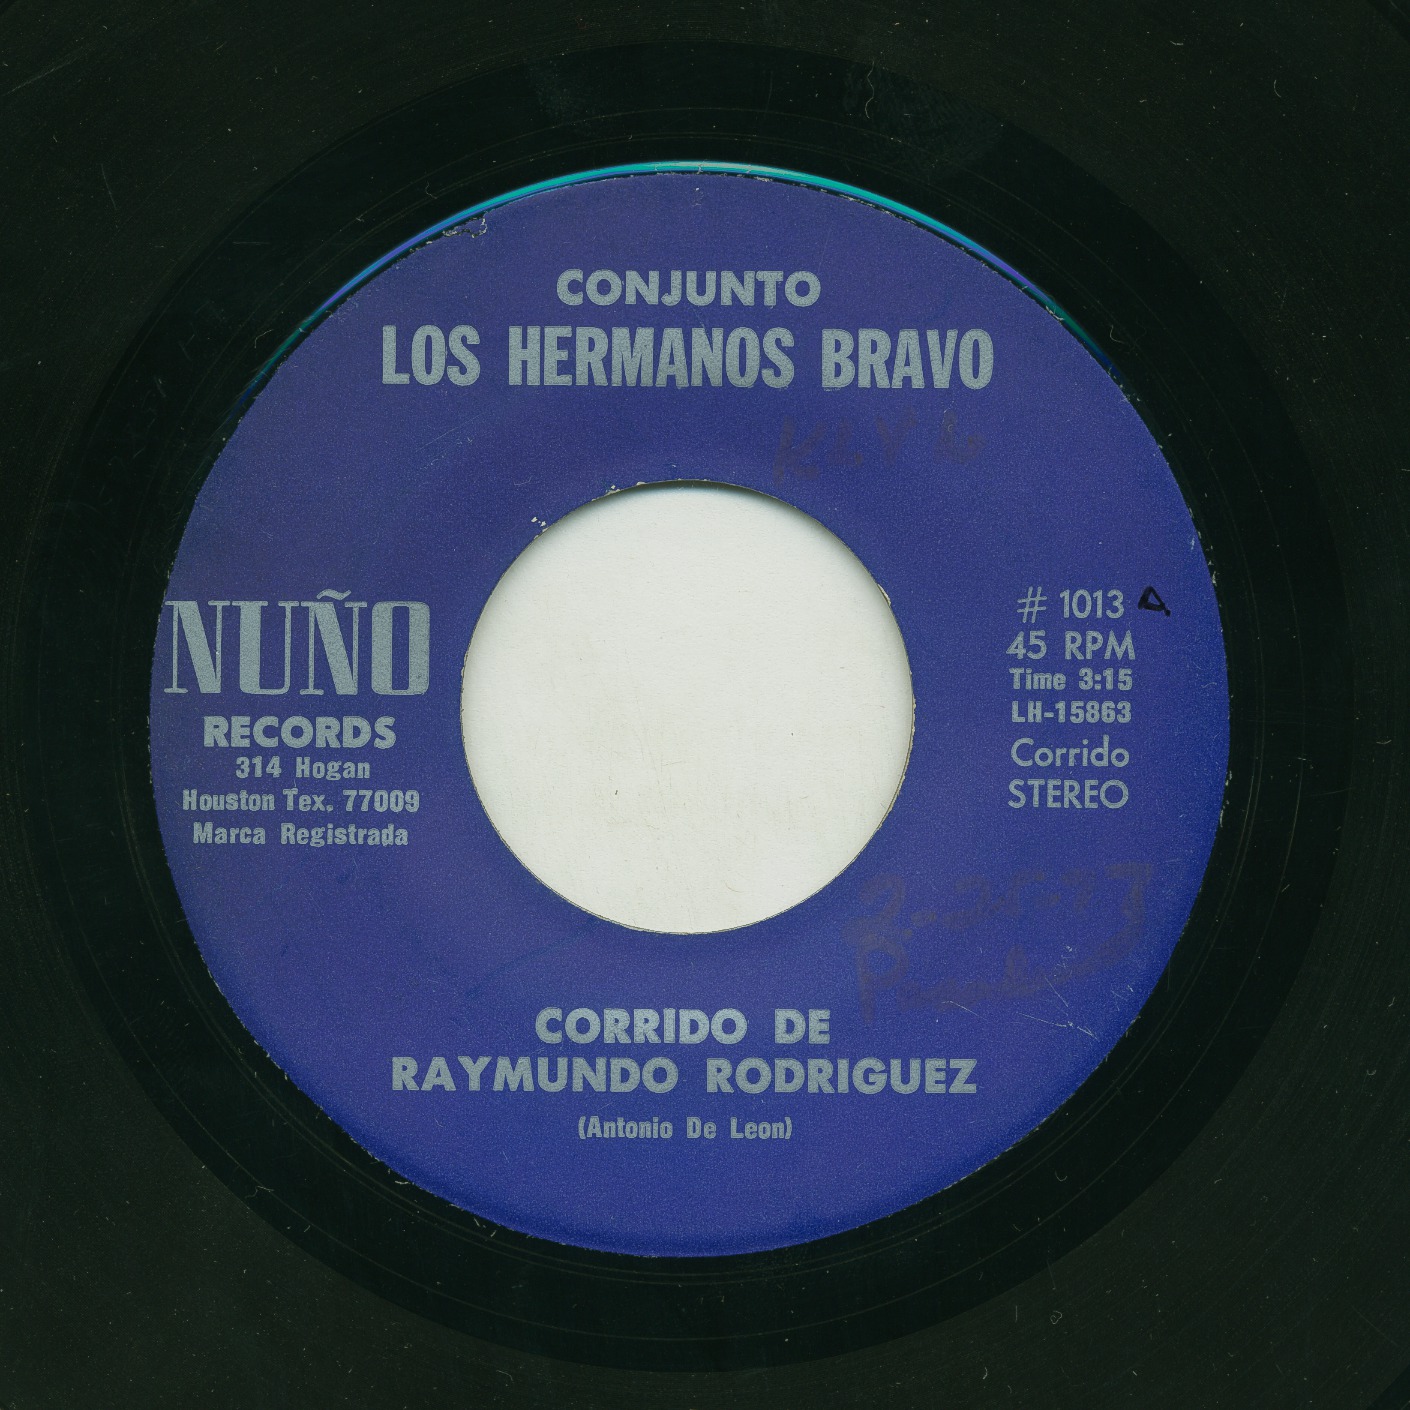 CONJUNTO
LOS HERMANOS BRAVO
NUÑO
RECORDS
314 Hogan
Houston Tex. 77009
Marca Registrada
# 1013 A
45 RPM
Time 3:15
LH-15863
Corrido
STEREO
CORRIDO DE
RAYMUNDO RODRIGUEZ
(Antonio De Leon)